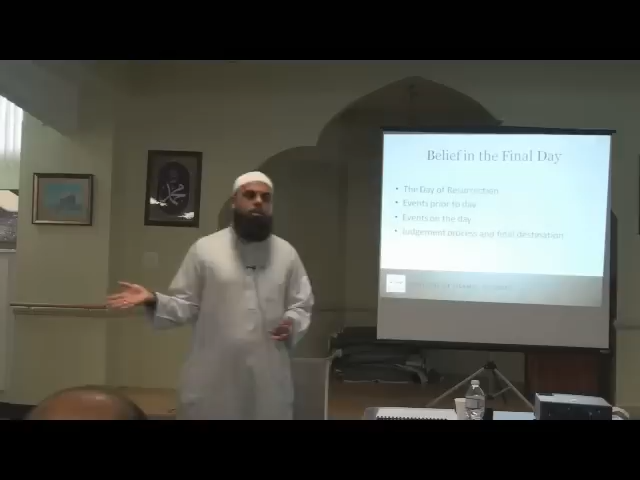 Belief in the Final Day
• The Day of Resurrection
• Events prior to day
• Events on the day
• Judgement process and final destination